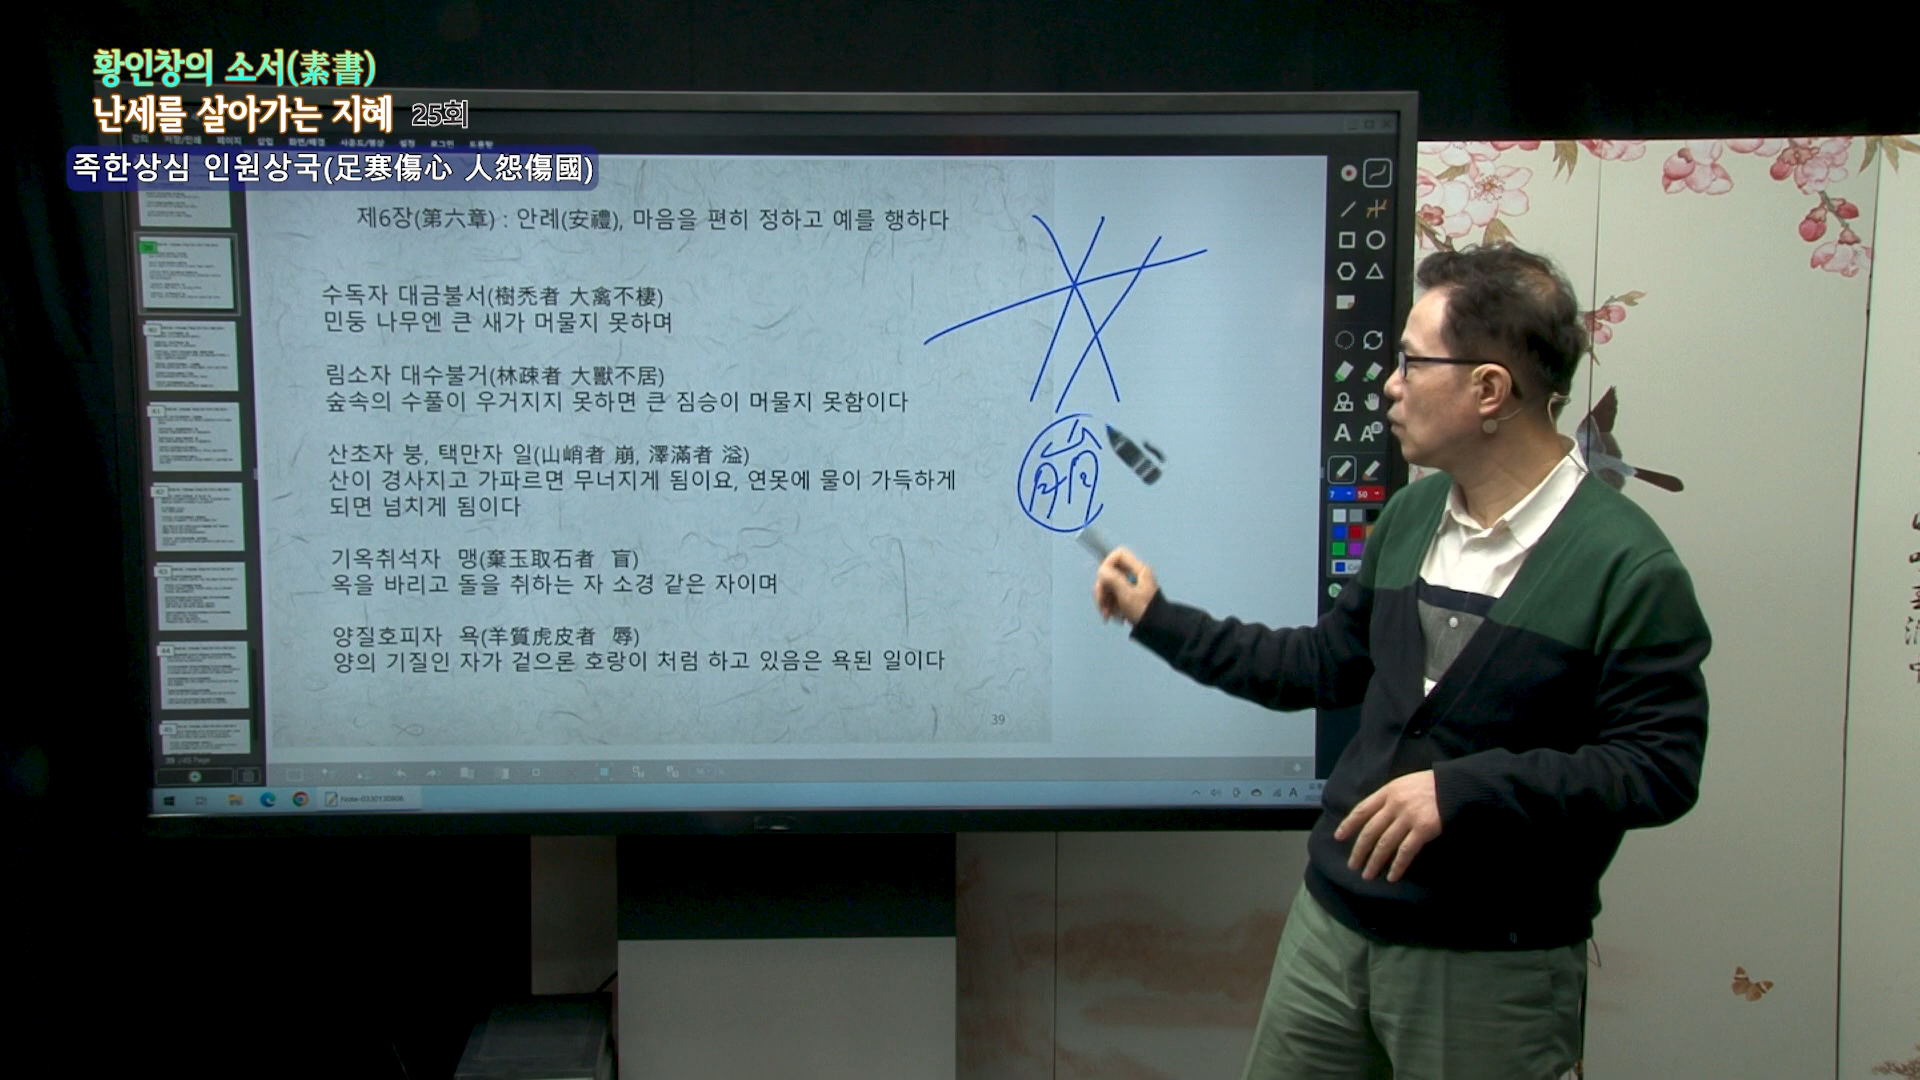 황인창의 소서(素書)
난세를 살아가는 지혜 25회
족한상심 인원상국(足寒傷心 人怨傷國)
제6장(第六章) : 안례(安禮), 마음을 편히 정하고 예를 행하다
수독자 대금불서(樹禿者 大禽不棲)
민둥 나무엔 큰 새가 머물지 못하며
림소자 대수불거(林疎者 大獸不居)
숲속의 수풀이 우거지지 못하면 큰 짐승이 머물지 못함이다
산초자 붕, 택만자 일(山峭者 崩, 澤滿者 溢)
산이 경사지고 가파르면 무너지게 됨이요, 연못에 물이 가득하게
되면 넘치게 됨이다
기옥취석자 맹(棄玉取石者 盲)
옥을 바리고 돌을 취하는 자 소경 같은 자이며
양질호피자 욕(羊質虎皮者 辱)
양의 기질인 자가 겉으론 호랑이 처럼 하고 있음은 욕된 일이다
39
崩
39 /45 Page
Note-0330130806